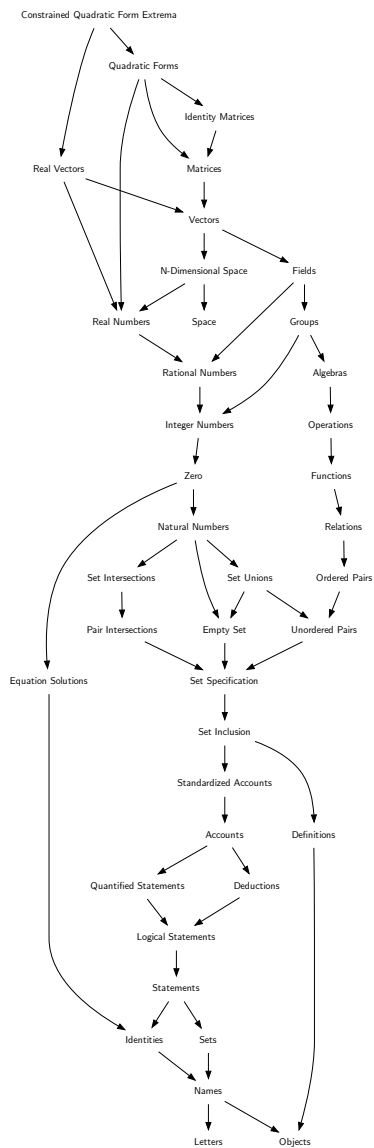 Constrained Quadratic Form Extrema
Quadratic Forms
Identity Matrices
Real Vectors
Matrices
Vectors
N-Dimensional Space
Fields
Real Numbers
Space
Groups
Rational Numbers
Algebras
Integer Numbers
Operations
Zero
Functions
Natural Numbers
Relations
Set Intersections
Set Unions
Ordered Pairs
Pair Intersections
Empty Set
Unordered Pairs
Equation Solutions
Set Specification
Set Inclusion
Standardized Accounts
Accounts
Definitions
Quantified Statements
Deductions
Logical Statements
Statements
Identities
Sets
Names
Letters
Objects